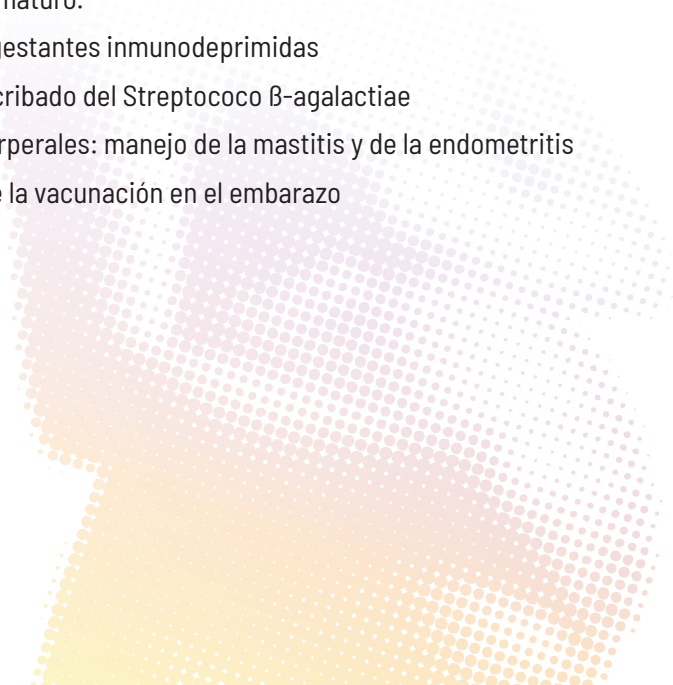 naturo.
gestantes inmunodeprimidas
cribado del Streptococo ß-agalactiae
rperales: manejo de la mastitis y de la endometritis
e la vacunación en el embarazo